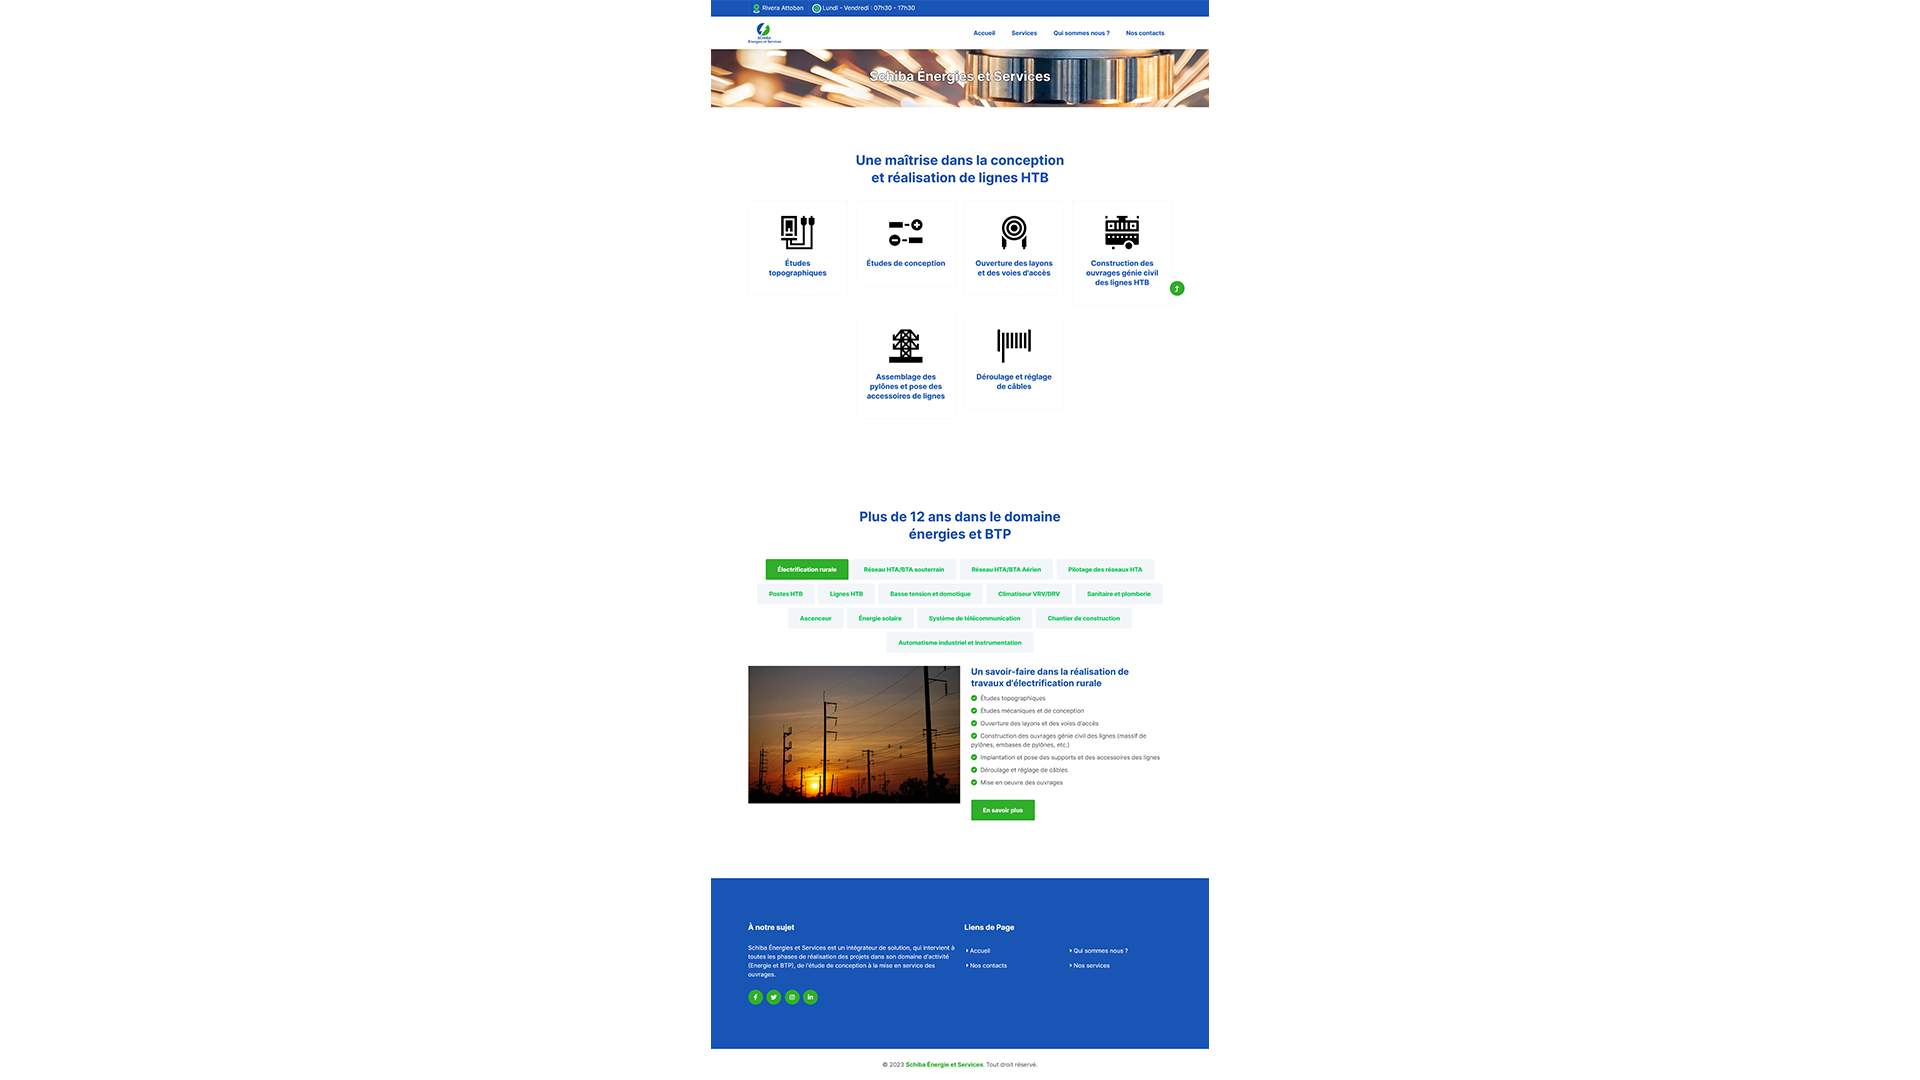 Rivera Attoban Lundi - Vendredi : 07h30 - 17h30
SCHIBA
Énergies et Services
Accueil Services Qui sommes nous ? Nos contacts
Schiba Énergies et Services
Une maîtrise dans la conception
et réalisation de lignes HTB
Études
topographiques
Études de conception
Ouverture des layons
et des voies d'accès
Construction des
ouvrages génie civil
des lignes HTB
Assemblage des
pylônes et pose des
accessoires de lignes
Déroulage et réglage
de câbles
Plus de 12 ans dans le domaine
énergies et BTP
Électrification rurale Réseau HTA/BTA souterrain Réseau HTA/BTA Aérien Pilotage des réseaux HTA
Postes HTB Lignes HTB Basse tension et domotique Climatiseur VRV/DRV Sanitaire et plomberie
Ascenceur Énergie solaire Système de télécommunication Chantier de construction
Automatisme industriel et instrumentation
Un savoir-faire dans la réalisation de
travaux d'électrification rurale
Études topographiques
Études mécaniques et de conception
Ouverture des layons et des voies d'accès
Construction des ouvrages génie civil des lignes (massif de
pylônes, embases de pylônes, etc.)
Implantation et pose des supports et des accessoires des lignes
Déroulage et réglage de câbles
Mise en oeuvre des ouvrages
En savoir plus
À notre sujet
Schiba Énergies et Services est un intégrateur de solution, qui intervient à
toutes les phases de réalisation des projets dans son domaine d'activité
(Energie et BTP), de l'étude de conception à la mise en service des
ouvrages.
Liens de Page
Accueil Qui sommes nous ?
Nos contacts Nos services
© 2023 Schiba Énergie et Services. Tout droit réservé.